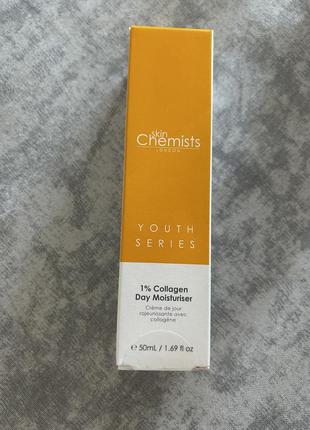 skin
Chemists
LONDON
YOUTH
SERIES
1% Collagen
Day Moisturiser
Crème de jour
rajeunissante avec
collagène
℮ 50mL / 1.69 fl oz